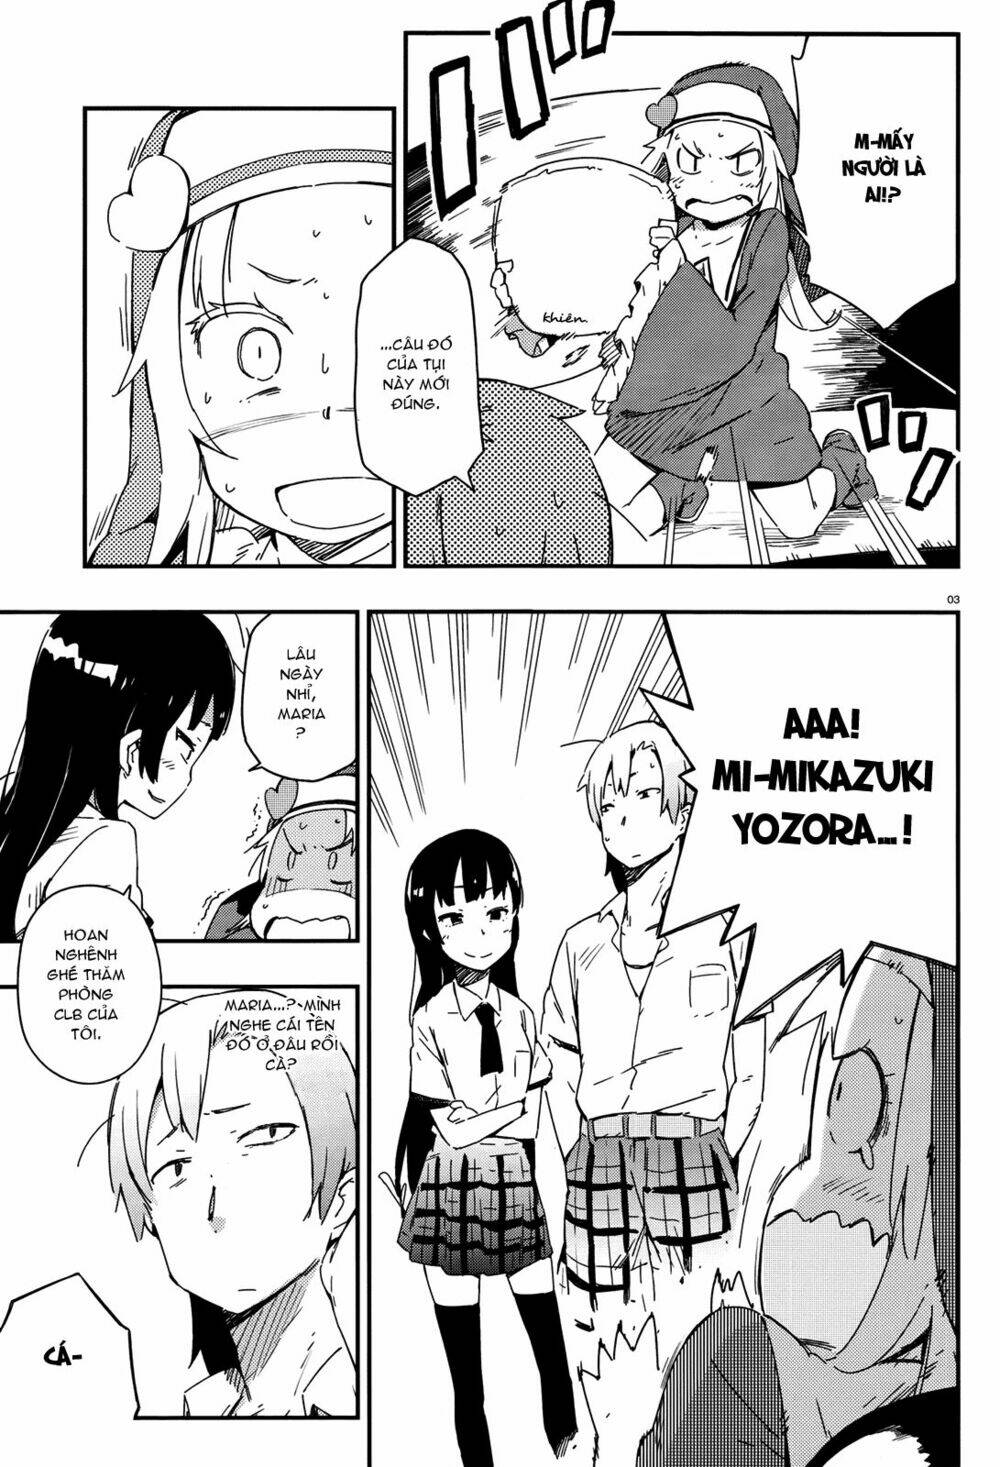 M-MẤY
NGƯỜI LÀ
AI!?
khiên
...CÂU ĐÓ
CỦA TỤI
NÀY MỚI
ĐÚNG.
03
AAA!
MI-MIKAZUKI
YOZORA...!
LÂU
NGÀY
NHỈ,
MARIA
?
HOAN
NGHÊNH
GHÉ THĂM
PHÒNG
CLB CỦA
TÔI.
MARIA...? MÌNH
NGHE CÁI TÊN
ĐÓ Ở ĐÂU RỒI
CÀ?
CÁ-